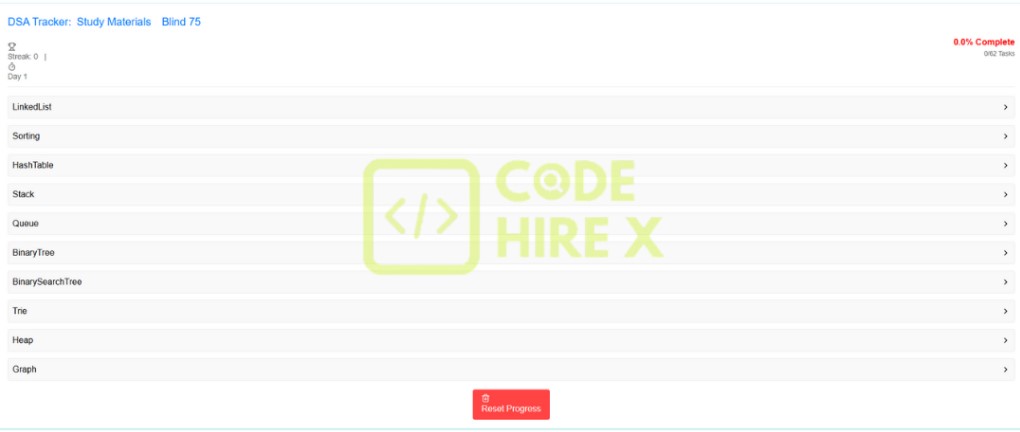 DSA Tracker: Study Materials Blind 75
0.0% Complete
0/62 Tasks
Streak: 0 |
Day 1
LinkedList
Sorting
HashTable
Stack
Queue
BinaryTree
BinarySearchTree
Trie
Heap
Graph
</>
CODE
HIRE X
Reset Progress